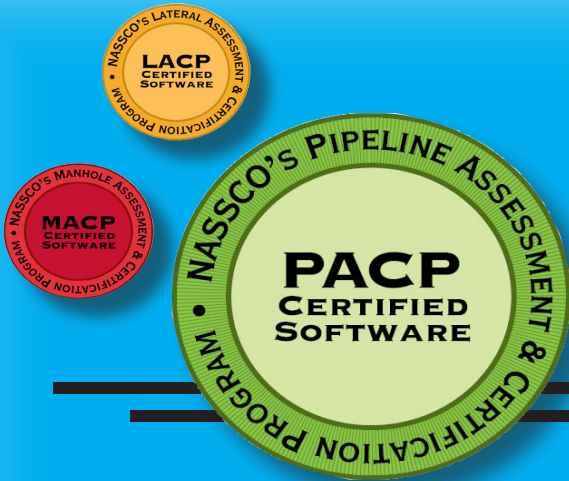 NASSCO'S LATERAL ASSESSMENT & CERTIFICATION PROGRAM •
LACP
CERTIFIED
SOFTWARE
NASSCO'S MANHOLE ASSESSMENT & CERTIFICATION PROGRAM •
MACP
CERTIFIED
SOFTWARE
NASSCO'S PIPELINE ASSESSMENT & CERTIFICATION PROGRAM •
PACP
CERTIFIED
SOFTWARE